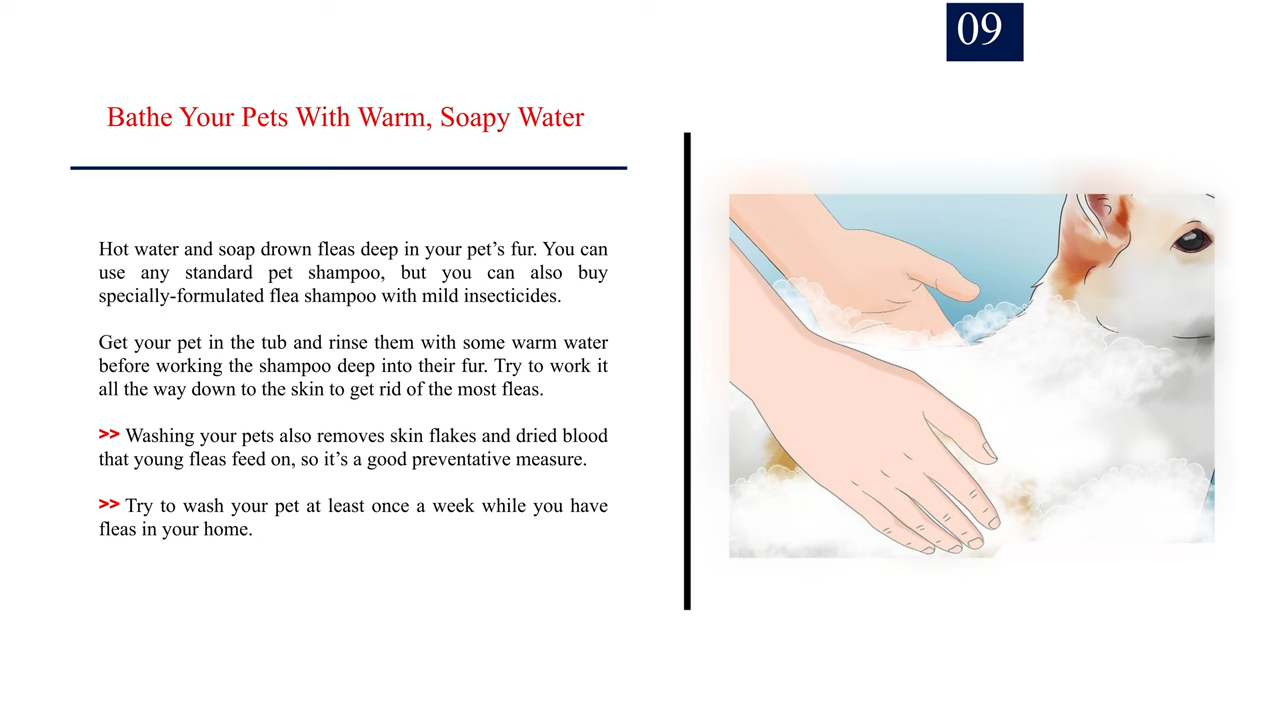 09
Bathe Your Pets With Warm, Soapy Water
Hot water and soap drown fleas deep in your pet’s fur. You can
use any standard pet shampoo, but you can also buy
specially-formulated flea shampoo with mild insecticides.
Get your pet in the tub and rinse them with some warm water
before working the shampoo deep into their fur. Try to work it
all the way down to the skin to get rid of the most fleas.
>> Washing your pets also removes skin flakes and dried blood
that young fleas feed on, so it’s a good preventative measure.
>> Try to wash your pet at least once a week while you have
fleas in your home.